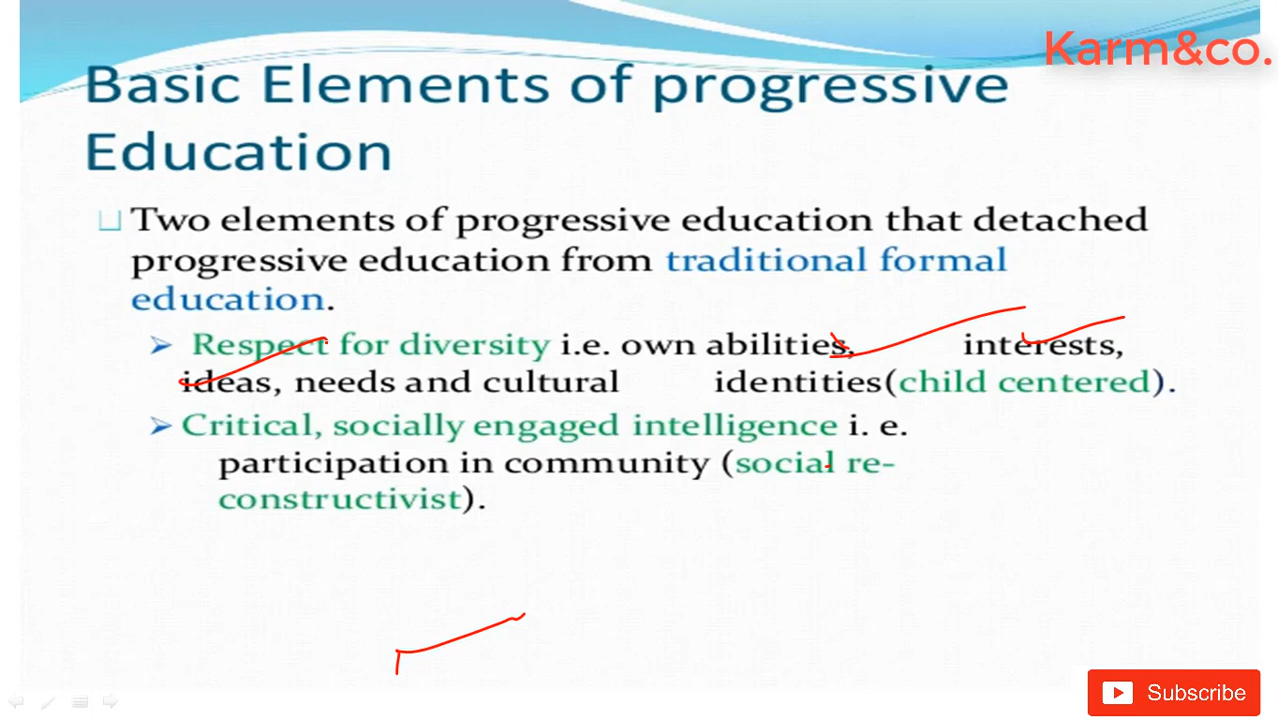 Karm&co.
Basic Elements of progressive
Education
Two elements of progressive education that detached
progressive education from traditional formal
education.
Respect for diversity i.e. own abilities, interests,
ideas, needs and cultural identities(child centered).
Critical, socially engaged intelligence i. e.
participation in community (social re-
constructivist).
Subscribe